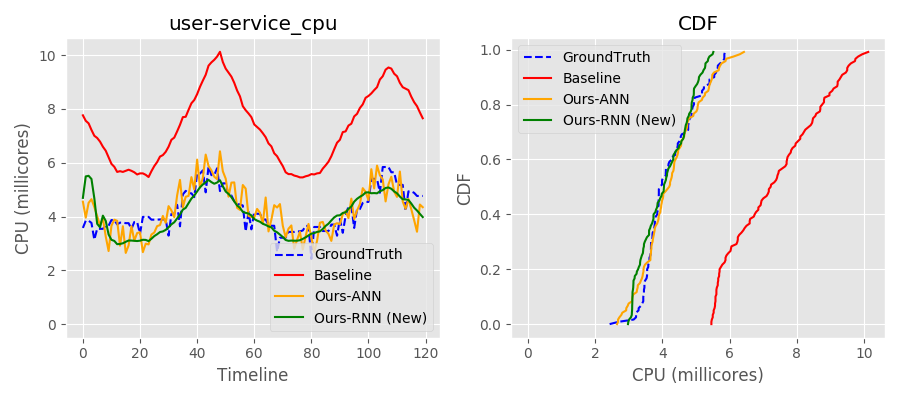 user-service_cpu
CPU (millicores)
10
8
6
4
2
0
GroundTruth
Baseline
Ours-ANN
Ours-RNN (New)
0 20 40 60 80 100 120
Timeline
CDF
CDF
1.0
0.8
0.6
0.4
0.2
0.0
GroundTruth
Baseline
Ours-ANN
Ours-RNN (New)
0 2 4 6 8 10
CPU (millicores)